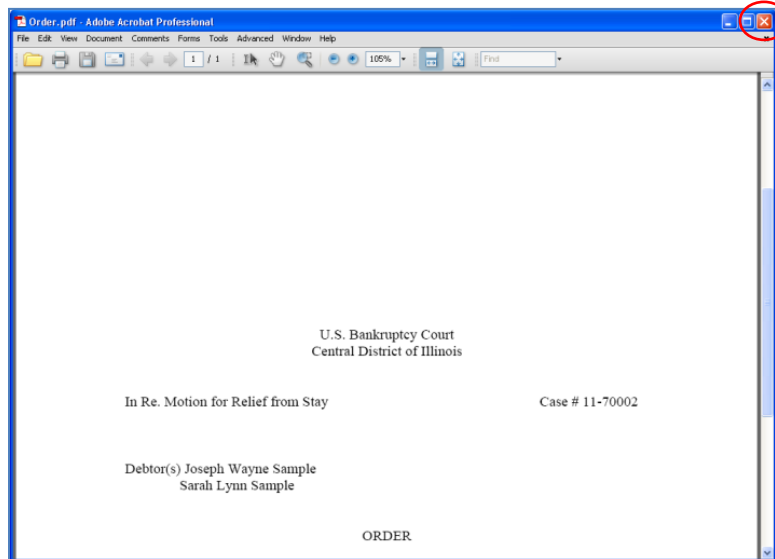 Order.pdf - Adobe Acrobat Professional
File Edit View Document Comments Forms Tools Advanced Window Help
1 / 1 105% Find
U.S. Bankruptcy Court
Central District of Illinois
In Re. Motion for Relief from Stay Case # 11-70002
Debtor(s) Joseph Wayne Sample
Sarah Lynn Sample
ORDER